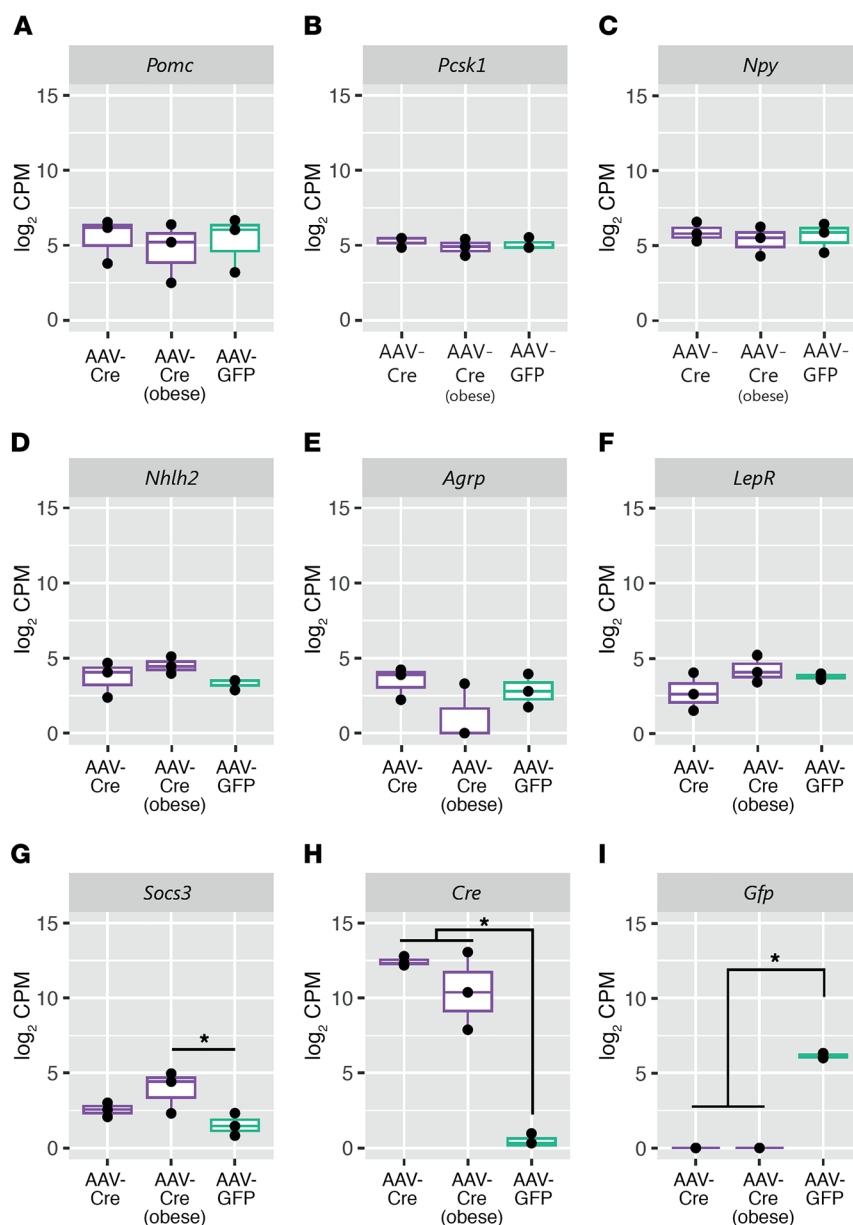 A
B
C
Pomc
Pcsk1
Npy
15
10
5
0
log2 CPM
AAV-
Cre
AAV-
Cre
(obese)
AAV-
GFP
15
10
5
0
log2 CPM
AAV-
Cre
AAV-
Cre
(obese)
AAV-
GFP
15
10
5
0
log2 CPM
AAV-
Cre
AAV-
Cre
(obese)
AAV-
GFP
D
E
F
Nhlh2
Agrp
LepR
15
10
5
0
log2 CPM
AAV-
Cre
AAV-
Cre
(obese)
AAV-
GFP
15
10
5
0
log2 CPM
AAV-
Cre
AAV-
Cre
(obese)
AAV-
GFP
15
10
5
0
log2 CPM
AAV-
Cre
AAV-
Cre
(obese)
AAV-
GFP
G
H
I
Socs3
Cre
Gfp
15
10
5
0
log2 CPM
*
AAV-
Cre
AAV-
Cre
(obese)
AAV-
GFP
15
10
5
0
log2 CPM
*
AAV-
Cre
AAV-
Cre
(obese)
AAV-
GFP
15
10
5
0
log2 CPM
*
AAV-
Cre
AAV-
Cre
(obese)
AAV-
GFP